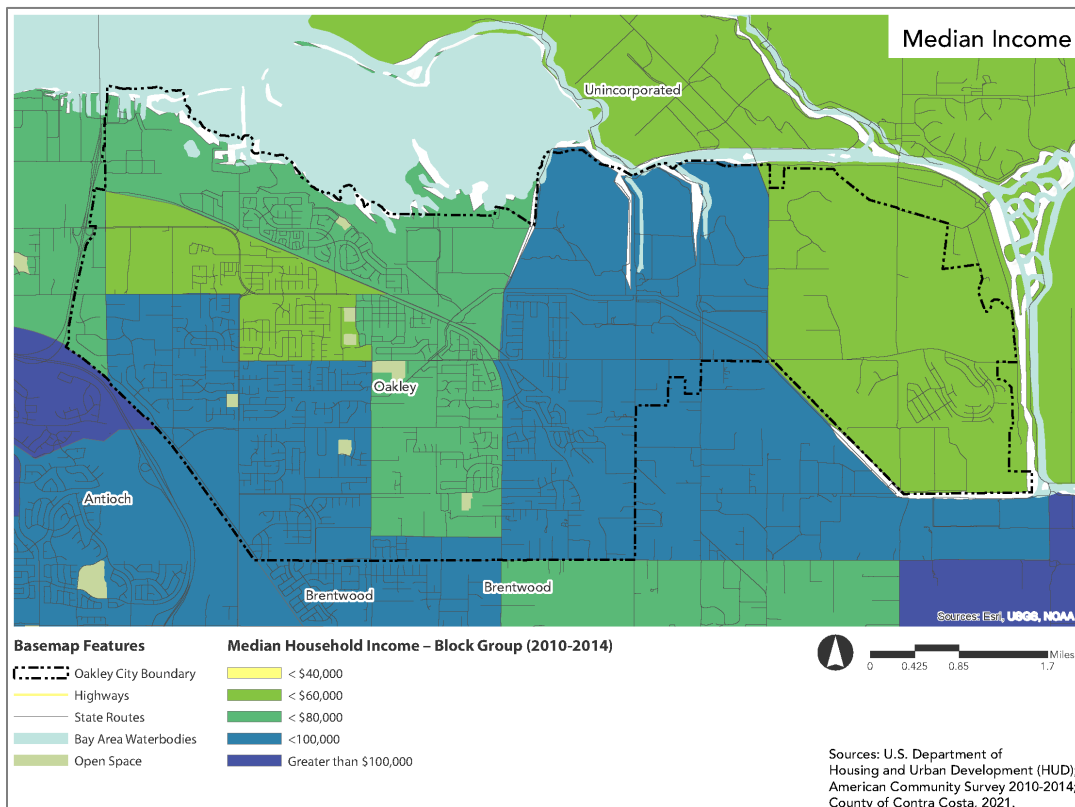 Median Income
Unincorporated
Oakley
Antioch
Brentwood
Brentwood
Sources: Esri, USGS, NOAA
Basemap Features
Oakley City Boundary
Highways
State Routes
Bay Area Waterbodies
Open Space
Median Household Income – Block Group (2010-2014)
< $40,000
< $60,000
< $80,000
<100,000
Greater than $100,000
Miles
0 0.425 0.85 1.7
Sources: U.S. Department of
Housing and Urban Development (HUD);
American Community Survey 2010-2014;
County of Contra Costa, 2021.